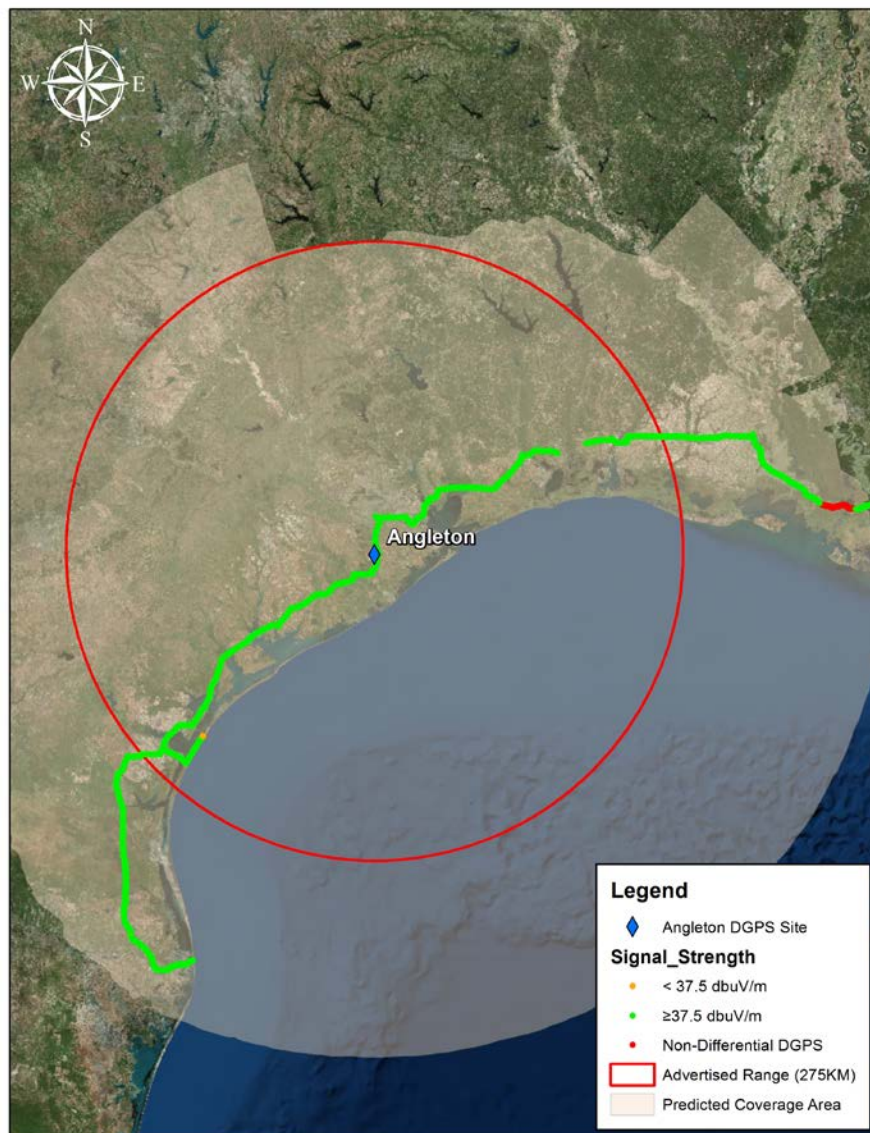 N
W E
S
Angleton
Legend
Angleton DGPS Site
Signal_Strength
< 37.5 dbuV/m
≥37.5 dbuV/m
Non-Differential DGPS
Advertised Range (275KM)
Predicted Coverage Area